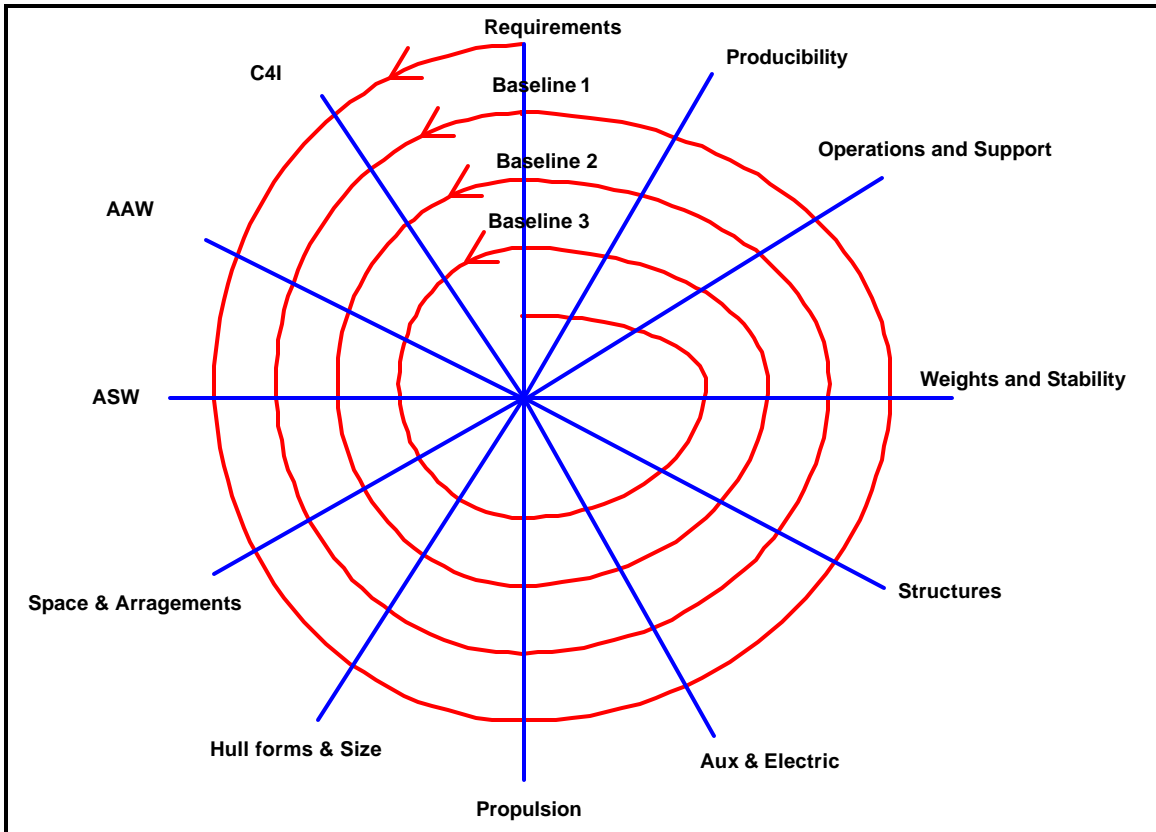 Requirements
Producibility
C4I
Baseline 1
Operations and Support
Baseline 2
AAW
Baseline 3
Weights and Stability
ASW
Structures
Space & Arragements
Hull forms & Size
Aux & Electric
Propulsion